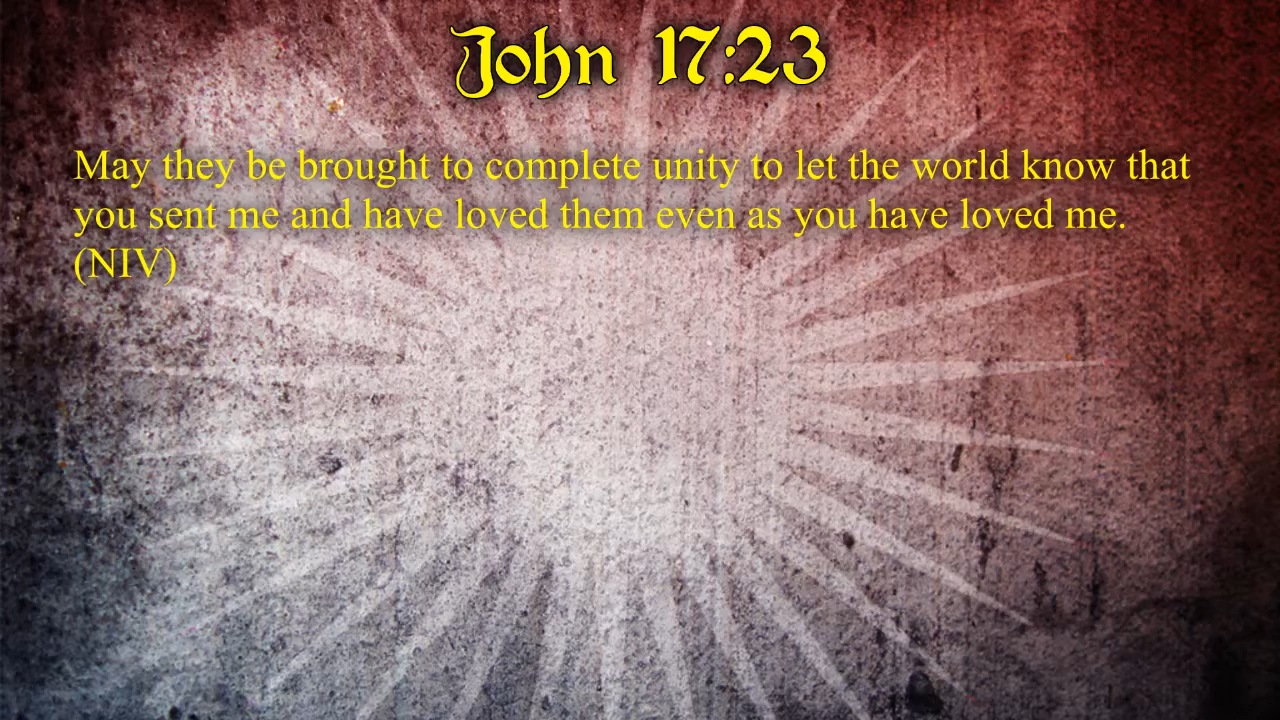 John 17:23
May they be brought to complete unity to let the world know that
you sent me and have loved them even as you have loved me.
(NIV)